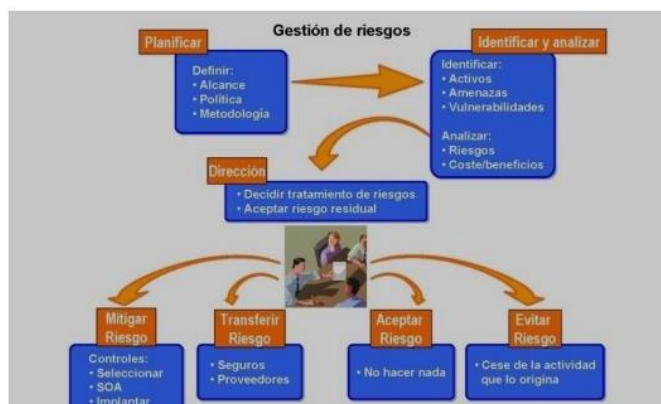 Gestión de riesgos
Planificar
Definir:
• Alcance
• Política
• Metodología
Identificar y analizar
Identificar:
• Activos
• Amenazas
• Vulnerabilidades
Analizar:
• Riesgos
• Coste/beneficios
Dirección
• Decidir tratamiento de riesgos
• Aceptar riesgo residual
Mitigar
Riesgo
Controles:
• Seleccionar
• SOA
• Implantar
Transferir
Riesgo
• Seguros
• Proveedores
Aceptar
Riesgo
• No hacer nada
Evitar
Riesgo
• Cese de la actividad
que lo origina